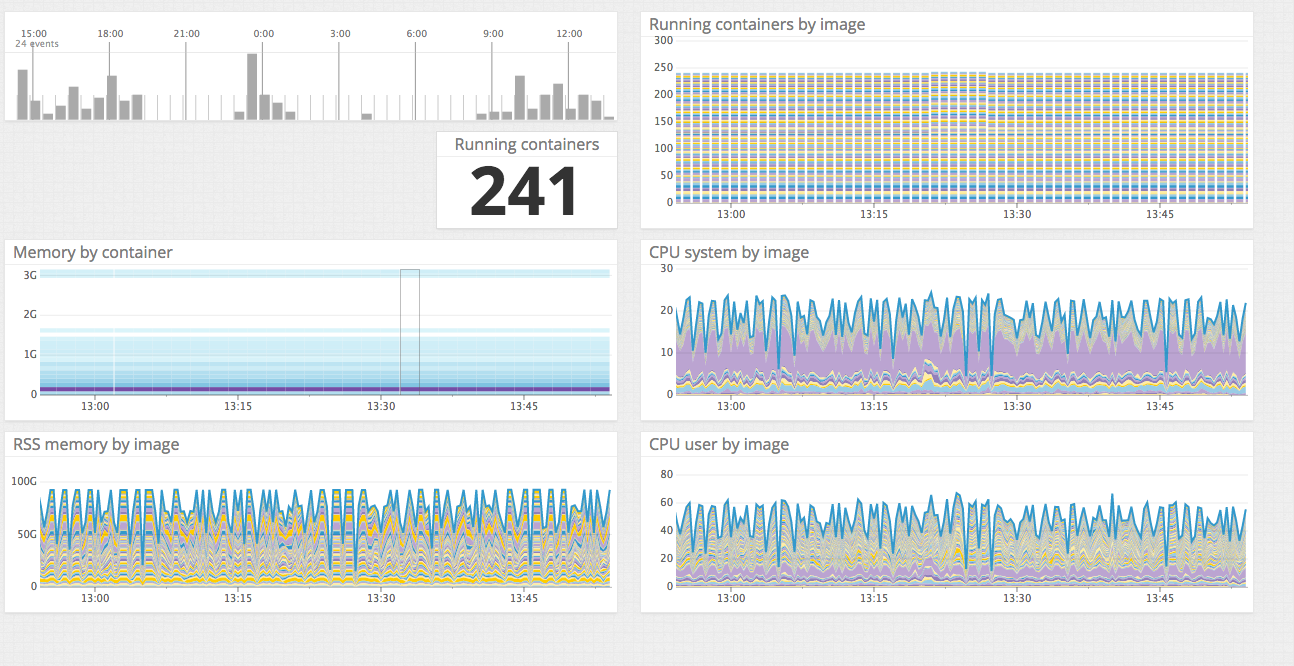 15:00 18:00 21:00 0:00 3:00 6:00 9:00 12:00
24 events
Running containers
241
Running containers by image
300
250
200
150
100
50
0
13:00 13:15 13:30 13:45
Memory by container
3G
2G
1G
0
13:00 13:15 13:30 13:45
CPU system by image
30
20
10
0
13:00 13:15 13:30 13:45
RSS memory by image
100G
50G
0
13:00 13:15 13:30 13:45
CPU user by image
80
60
40
20
0
13:00 13:15 13:30 13:45